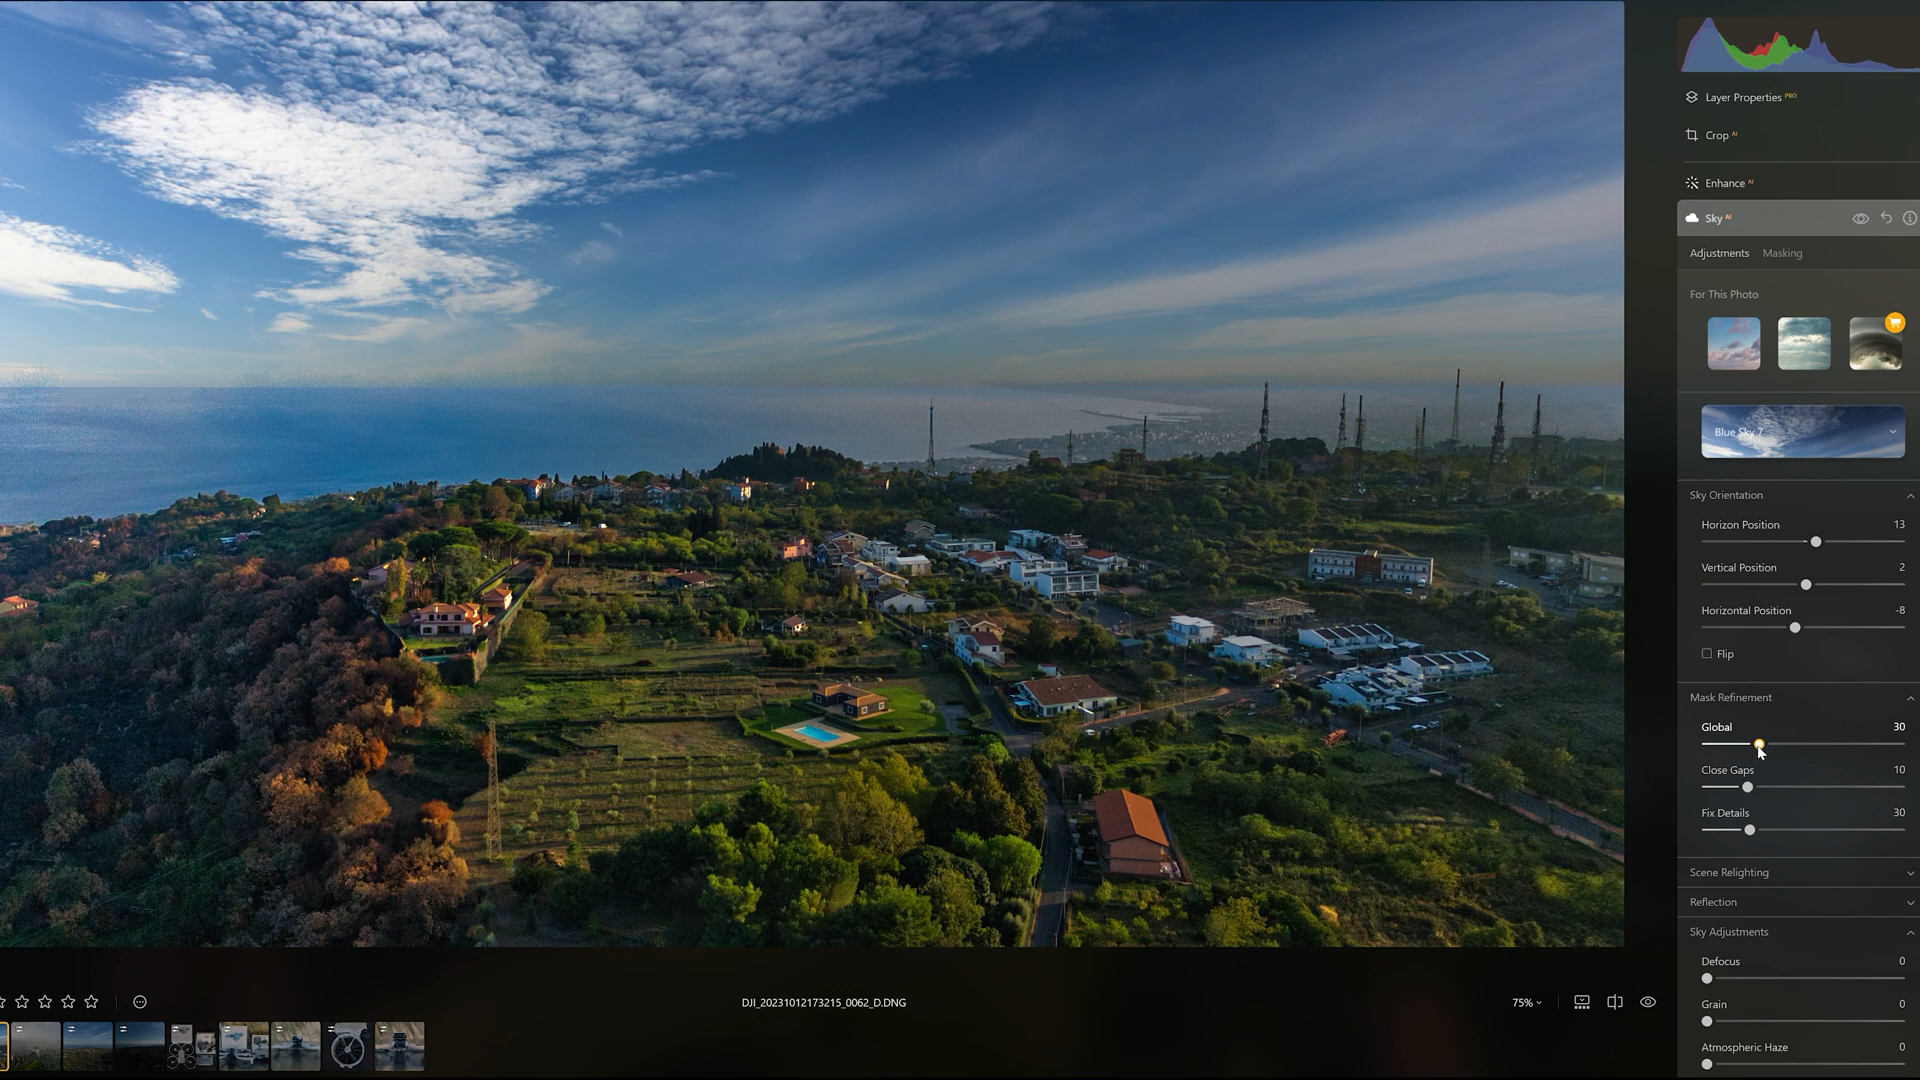 Layer Properties PRO
Crop AI
Enhance AI
Sky AI
Adjustments Masking
For This Photo
Blue Sky 7
Sky Orientation
Horizon Position 13
Vertical Position 2
Horizontal Position -8
Flip
Mask Refinement
Global 30
Close Gaps 10
Fix Details 30
Scene Relighting
Reflection
Sky Adjustments
Defocus 0
Grain 0
Atmospheric Haze 0
DJI_20231012173215_0062_D.DNG
75%